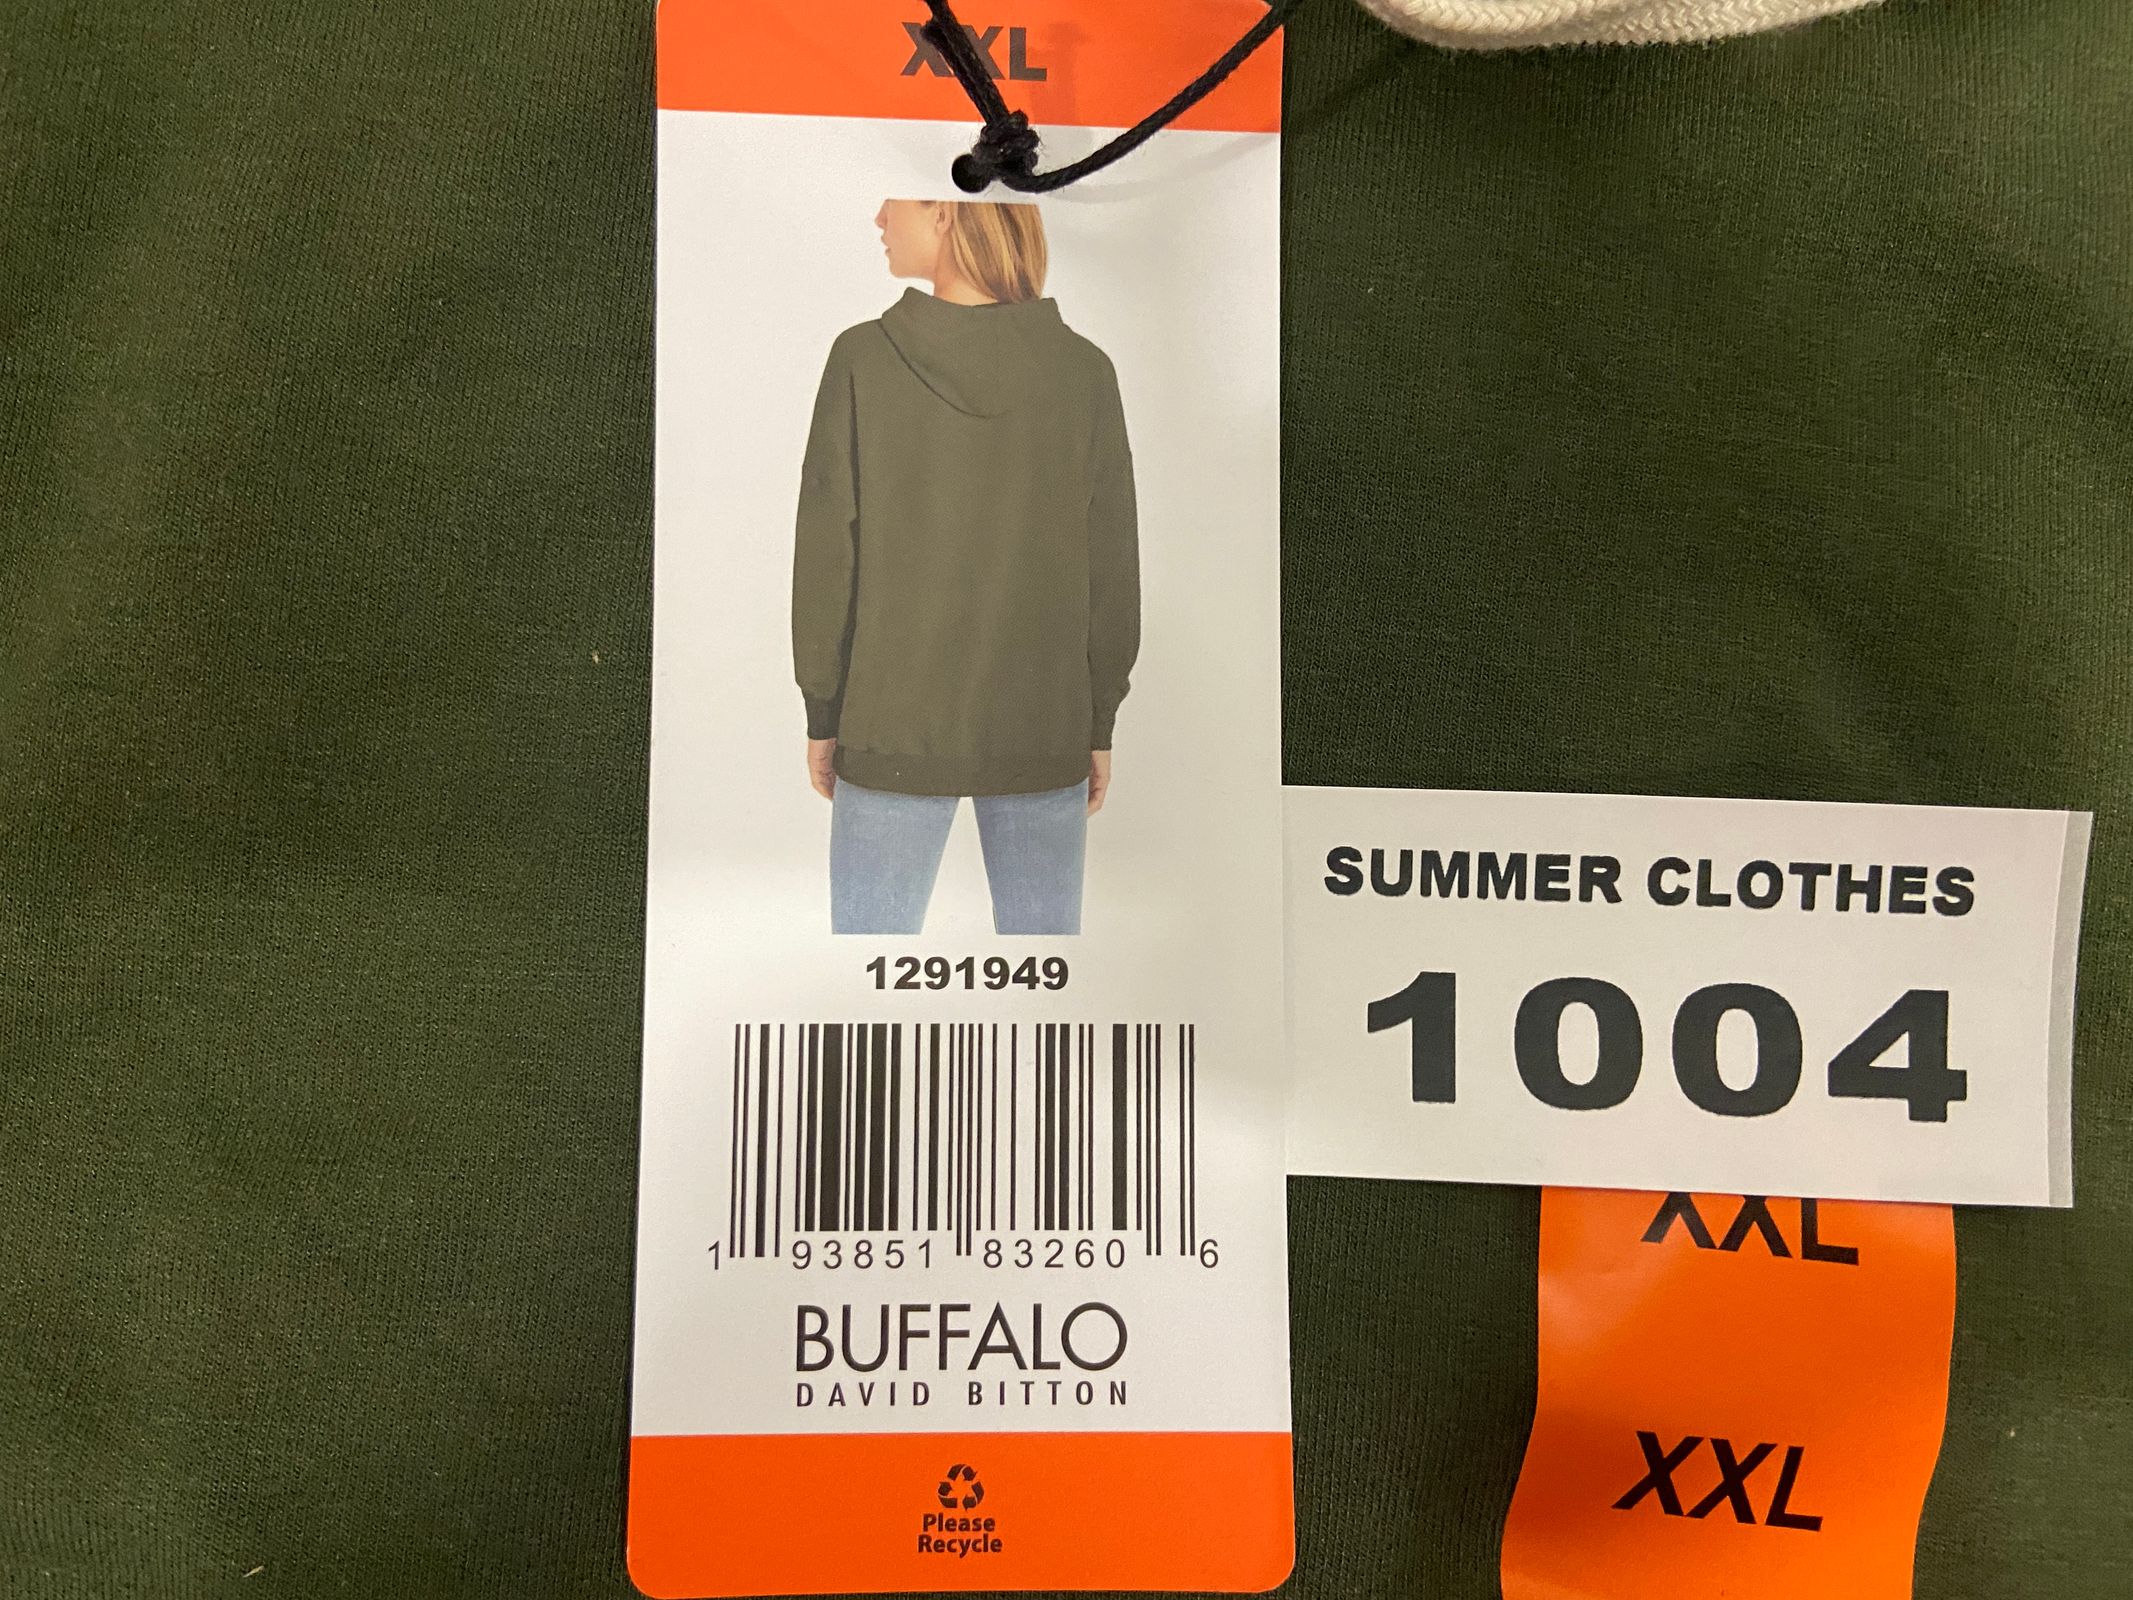 XXL
1291949
1 93851 83260 6
BUFFALO
DAVID BITTON
Please
Recycle
SUMMER CLOTHES
1004
XXL
XXL